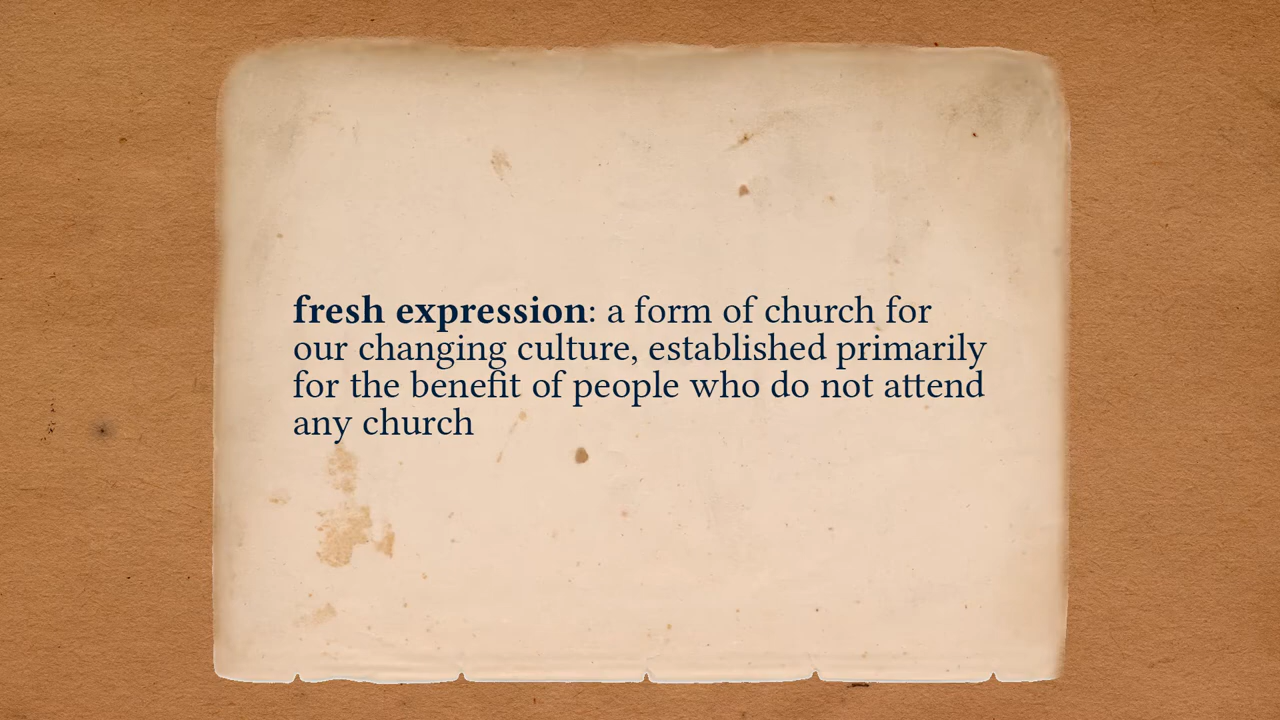 fresh expression: a form of church for
our changing culture, established primarily
for the benefit of people who do not attend
any church